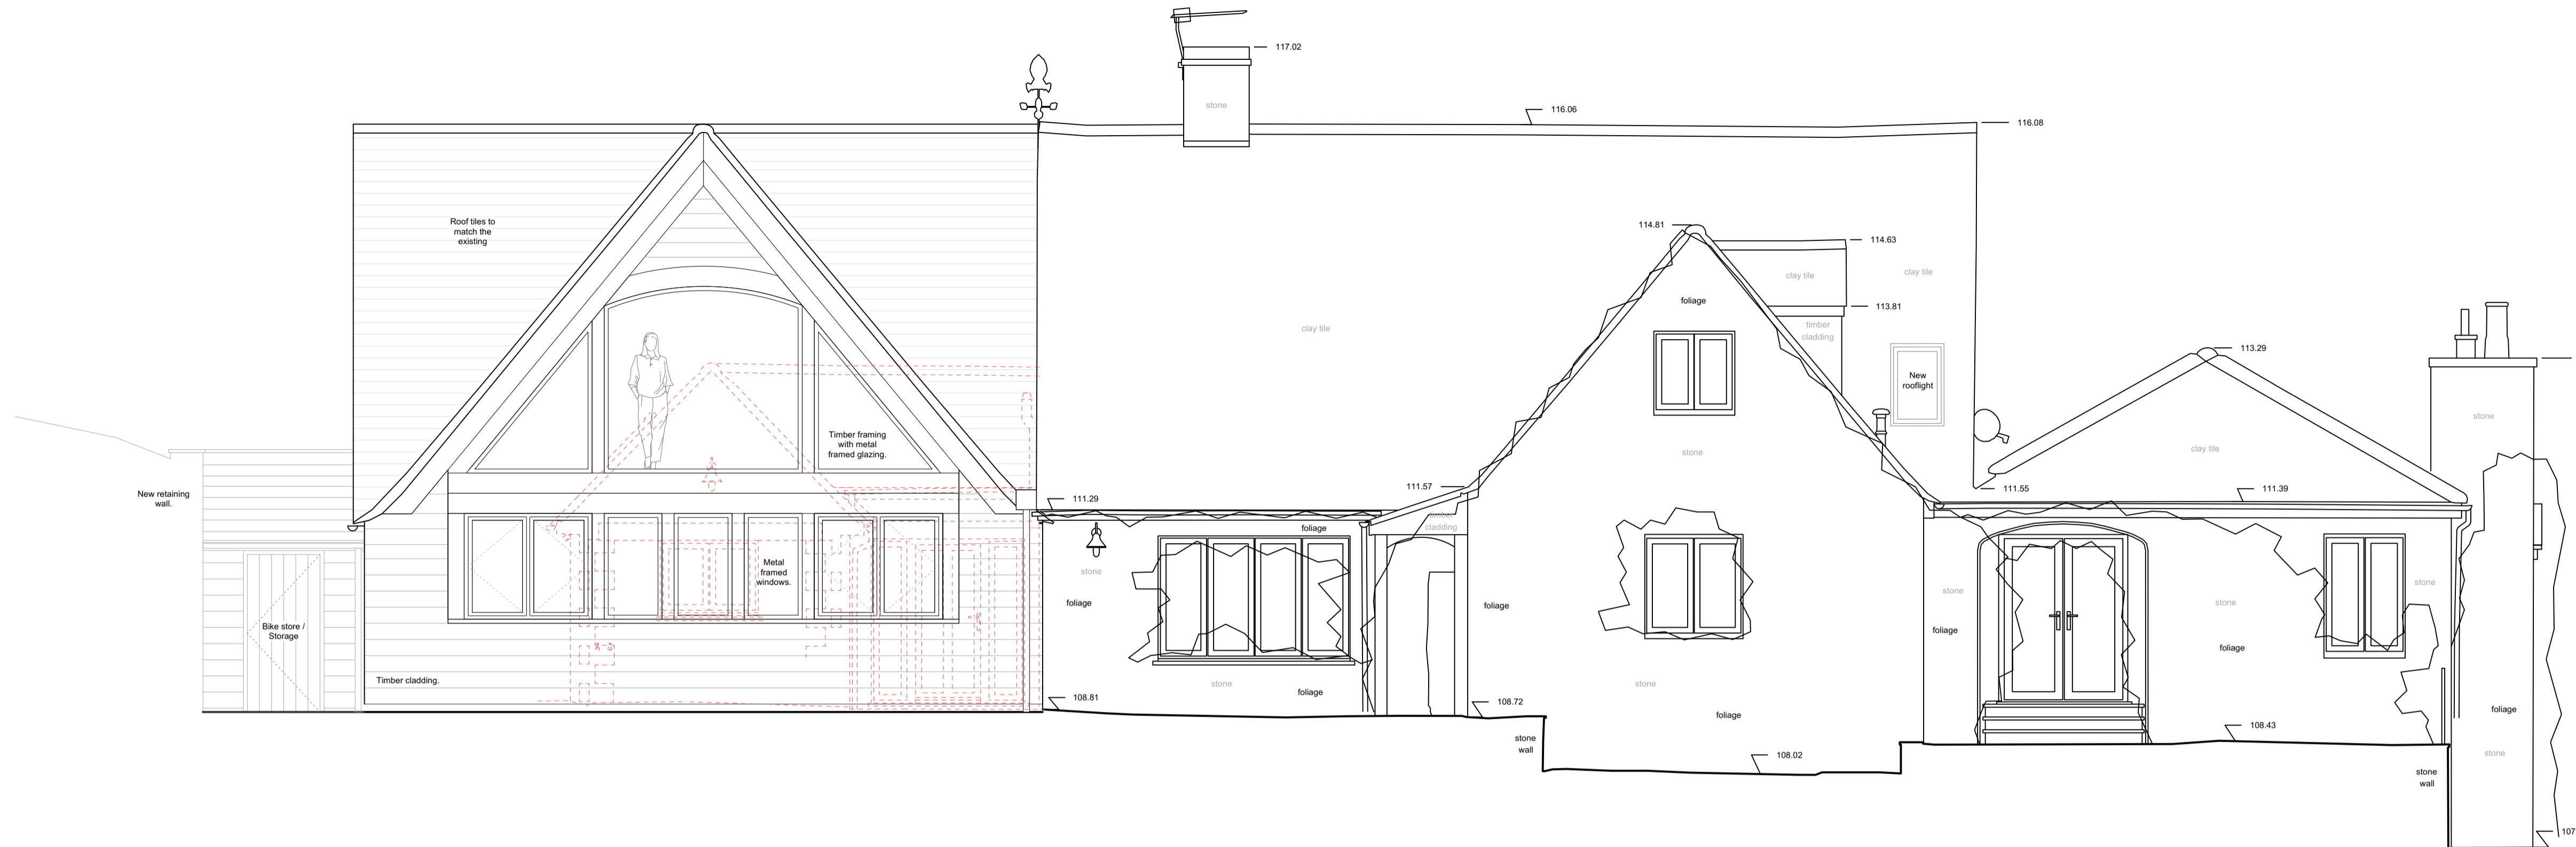 117.02
stone
116.06
116.08
Roof tiles to
match the
existing
114.81
114.63
clay tile
clay tile
foliage
113.81
timber
cladding
clay tile
113.29
New
rooflight
stone
Timber framing
with metal
framed glazing.
stone
clay tile
New retaining
wall.
111.29
111.57
111.55
111.39
foliage
timber
cladding
stone
Metal
framed
windows.
foliage
foliage
stone
stone
stone
foliage
foliage
Bike store /
Storage
Timber cladding.
stone
foliage
stone
108.81
108.72
foliage
foliage
108.43
stone
wall
108.02
stone
stone
wall
107